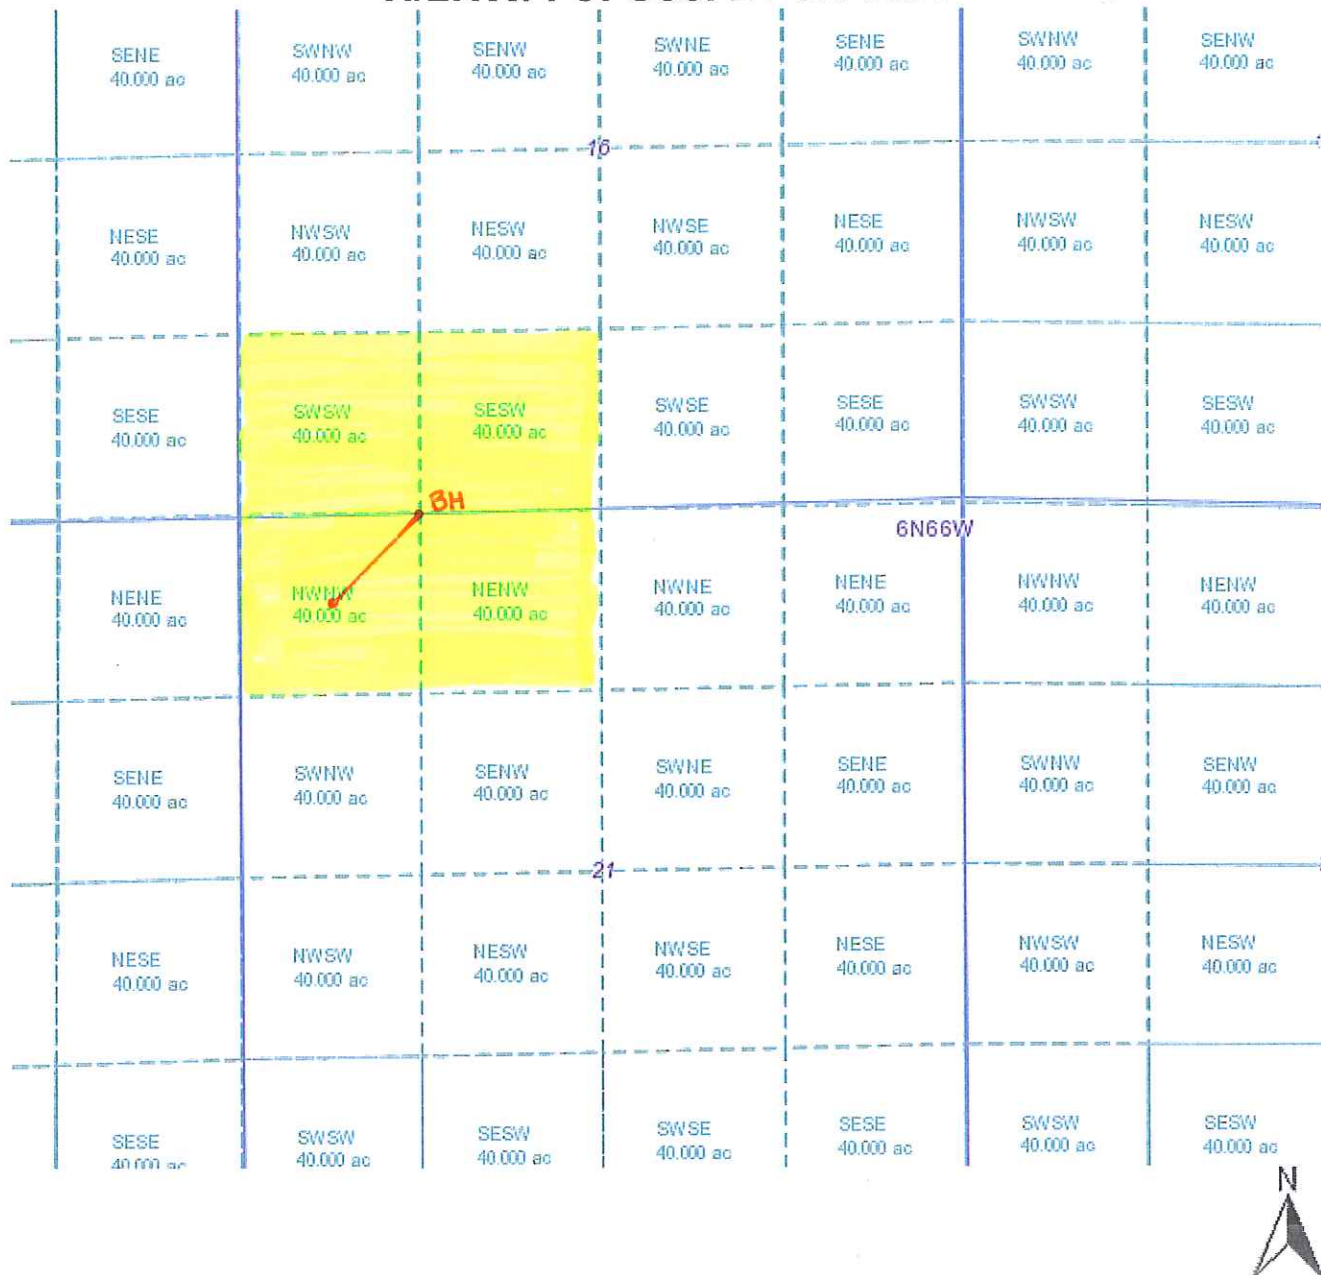 SENE SWNW SENW SWNE SENE SWNW SENW
40.000 ac 40.000 ac 40.000 ac 40.000 ac 40.000 ac 40.000 ac 40.000 ac
16
NESE NWSW NESW NWSE NESE NWSW NESW
40.000 ac 40.000 ac 40.000 ac 40.000 ac 40.000 ac 40.000 ac 40.000 ac
SESE SWSW SESW SWSE SESE SWSW SESW
40.000 ac 40.000 ac 40.000 ac 40.000 ac 40.000 ac 40.000 ac 40.000 ac
BH
6N66W
NENE NWNW NENW NWNE NENE NWNW NENW
40.000 ac 40.000 ac 40.000 ac 40.000 ac 40.000 ac 40.000 ac 40.000 ac
SENE SWNW SENW SWNE SENE SWNW SENW
40.000 ac 40.000 ac 40.000 ac 40.000 ac 40.000 ac 40.000 ac 40.000 ac
21
NESE NWSW NESW NWSE NESE NWSW NESW
40.000 ac 40.000 ac 40.000 ac 40.000 ac 40.000 ac 40.000 ac 40.000 ac
SESE SWSW SESW SWSE SESE SWSW SESW
40.000 ac 40.000 ac 40.000 ac 40.000 ac 40.000 ac 40.000 ac 40.000 ac
N